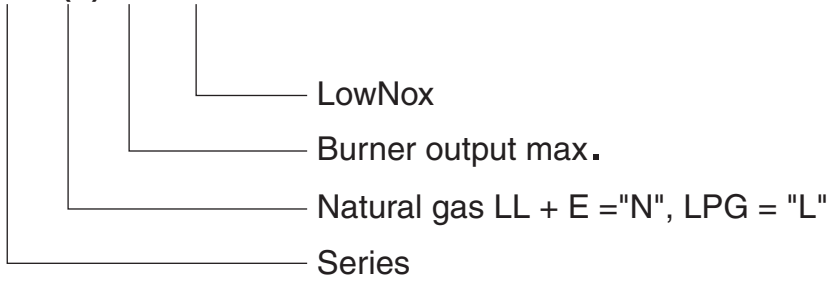 LowNox
Burner output max.
Natural gas LL + E ="N", LPG = "L"
Series